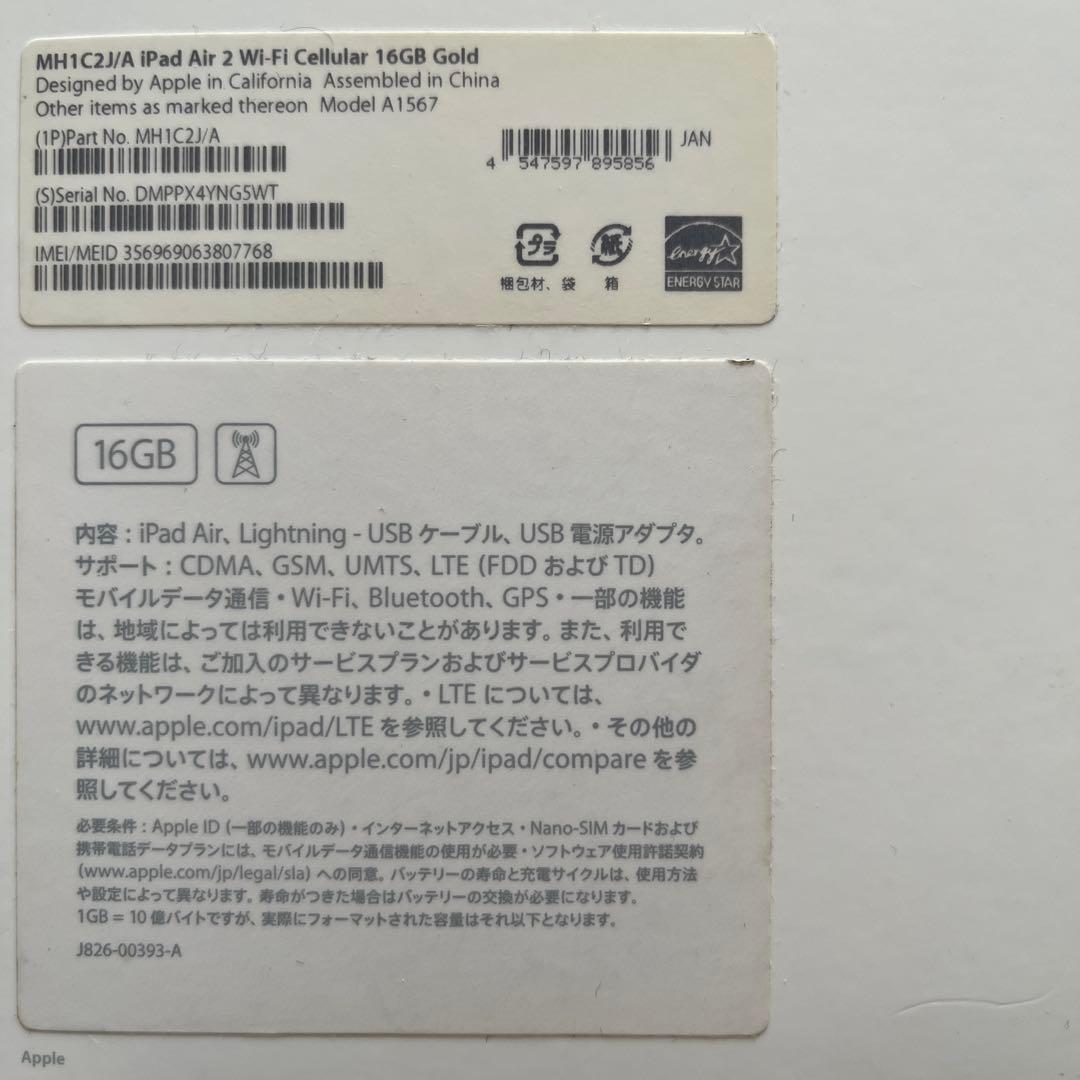 MH1C2J/A iPad Air 2 Wi-Fi Cellular 16GB Gold
Designed by Apple in California Assembled in China
Other items as marked thereon Model A1567
(1P)Part No. MH1C2J/A
4 547597 895856 JAN
(S)Serial No. DMPPX4YNG5WT
IMEI/MEID 356969063807768
プラ 紙 energy
梱包材、袋 箱 ENERGY STAR
16GB
内容 : iPad Air、Lightning - USB ケーブル、USB 電源アダプタ。
サポート : CDMA、GSM、UMTS、LTE (FDD および TD)
モバイルデータ通信・Wi-Fi、Bluetooth、GPS・一部の機能
は、地域によっては利用できないことがあります。また、利用で
きる機能は、ご加入のサービスプランおよびサービスプロバイダ
のネットワークによって異なります。・LTE については、
www.apple.com/ipad/LTE を参照してください。・その他の
詳細については、www.apple.com/jp/ipad/compare を参
照してください。
必要条件 : Apple ID (一部の機能のみ)・インターネットアクセス・Nano-SIM カードおよび
携帯電話データプランには、モバイルデータ通信機能の使用が必要・ソフトウェア使用許諾契約
(www.apple.com/jp/legal/sla) への同意。バッテリーの寿命と充電サイクルは、使用方法
や設定によって異なります。寿命がつきた場合はバッテリーの交換が必要になります。
1GB = 10 億バイトですが、実際にフォーマットされた容量はそれ以下となります。
J826-00393-A
Apple